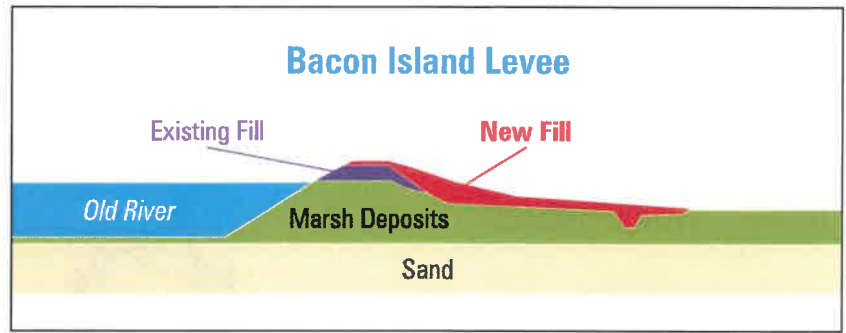 Bacon Island Levee
Existing Fill
New Fill
Old River
Marsh Deposits
Sand